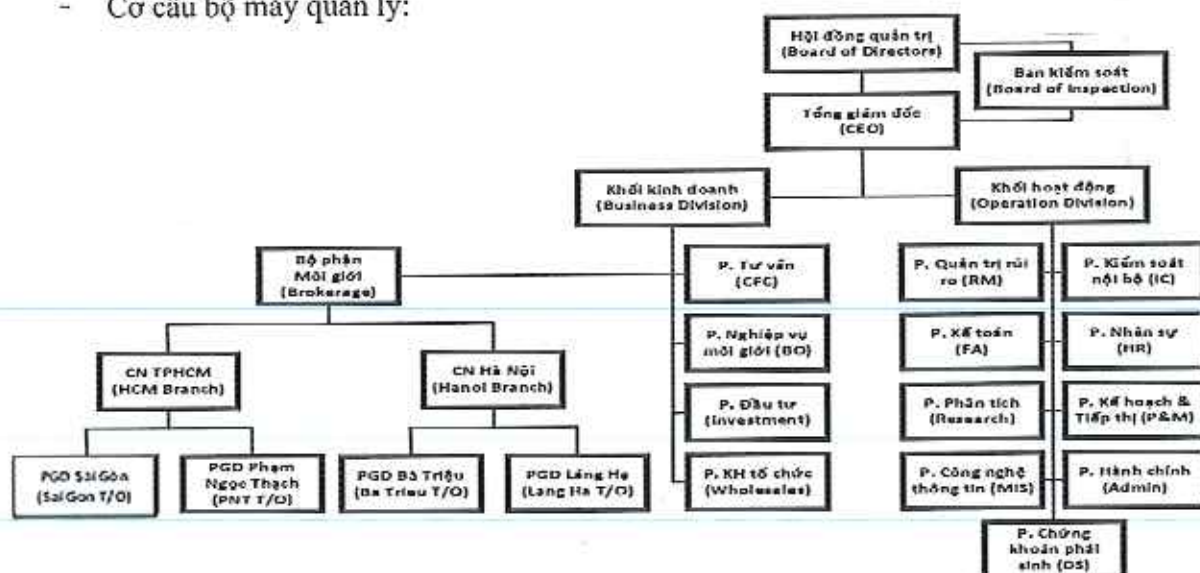 - Cơ cấu bộ máy quản lý:
Hội đồng quản trị
(Board of Directors)
Ban kiểm soát
(Board of Inspection)
Tổng giám đốc
(CEO)
Khối kinh doanh
(Business Division)
Khối hoạt động
(Operation Division)
Bộ phận
Môi giới
(Brokerage)
P. Tư vấn
(CFC)
P. Quản trị rủi
ro (RM)
P. Kiểm soát
nội bộ (IC)
P. Nghiệp vụ
môi giới (BO)
P. Kế toán
(FA)
P. Nhân sự
(HR)
CN TPHCM
(HCM Branch)
CN Hà Nội
(Hanoi Branch)
P. Đầu tư
(Investment)
P. Phân tích
(Research)
P. Kế hoạch &
Tiếp thị (P&M)
PGD Sài Gòn
(SaiGon T/O)
PGD Phạm
Ngọc Thạch
(PNT T/O)
PGD Bà Triệu
(Ba Trieu T/O)
PGD Láng Hạ
(Lang Ha T/O)
P. KH tổ chức
(Wholesales)
P. Công nghệ
thông tin (MIS)
P. Hành chính
(Admin)
P. Chứng
khoán phái
sinh (DS)